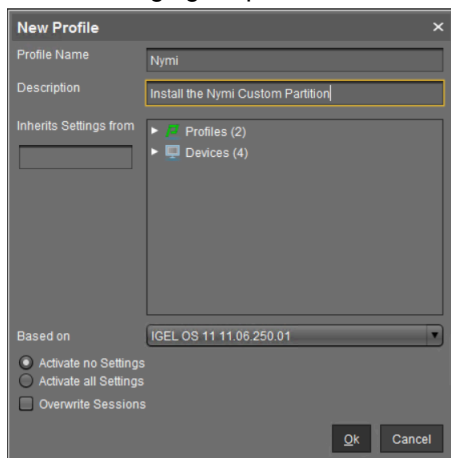 New Profile
Profile Name
Nymi
Description
Install the Nymi Custom Partition
Inherits Settings from
Profiles (2)
Devices (4)
Based on
IGEL OS 11 11.06.250.01
Activate no Settings
Activate all Settings
Overwrite Sessions
Ok
Cancel